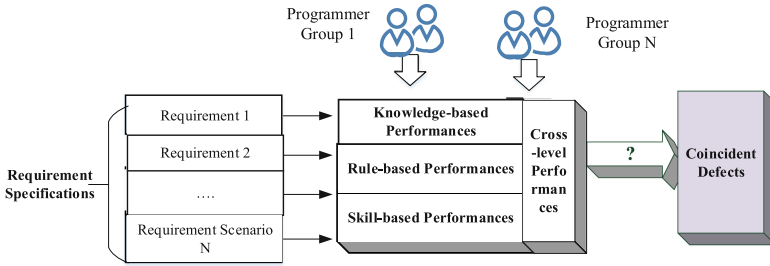 Programmer
Group 1
Programmer
Group N
Requirement Specifications
Requirement 1
Requirement 2
....
Requirement Scenario
N
Knowledge-based
Performances
Rule-based Performances
Skill-based Performances
Cross
-level
Perfor
man
ces
?
Coincident
Defects